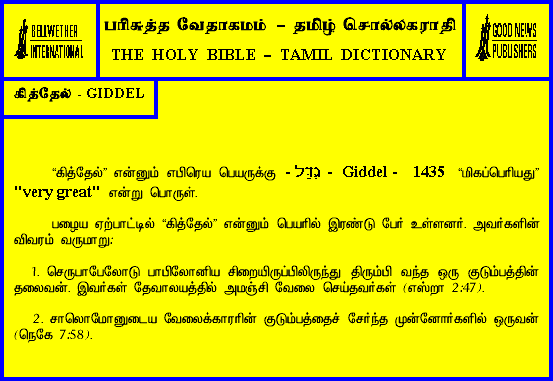 BELLWETHER
INTERNATIONAL
பரிசுத்த வேதாகமம் – தமிழ் சொல்லகராதி
THE HOLY BIBLE – TAMIL DICTIONARY
GOOD NEWS
PUBLISHERS
கித்தேல் - GIDDEL
“கித்தேல்” என்னும் எபிரெய பெயருக்கு - גִּדֵּל - Giddel - 1435 “மிகப்பெரியது”
"very great" என்று பொருள்.
பழைய ஏற்பாட்டில் “கித்தேல்” என்னும் பெயரில் இரண்டு பேர் உள்ளனர். அவர்களின்
விவரம் வருமாறு:
1. செருபாபேலோடு பாபிலோனிய சிறையிருப்பிலிருந்து திரும்பி வந்த ஒரு குடும்பத்தின்
தலைவன். இவர்கள் தேவாலயத்தில் அமஞ்சி வேலை செய்தவர்கள் (எஸ்றா 2:47).
2. சாலொமோனுடைய வேலைக்காரரின் குடும்பத்தைச் சேர்ந்த முன்னோர்களில் ஒருவன்
(நெகே 7:58).